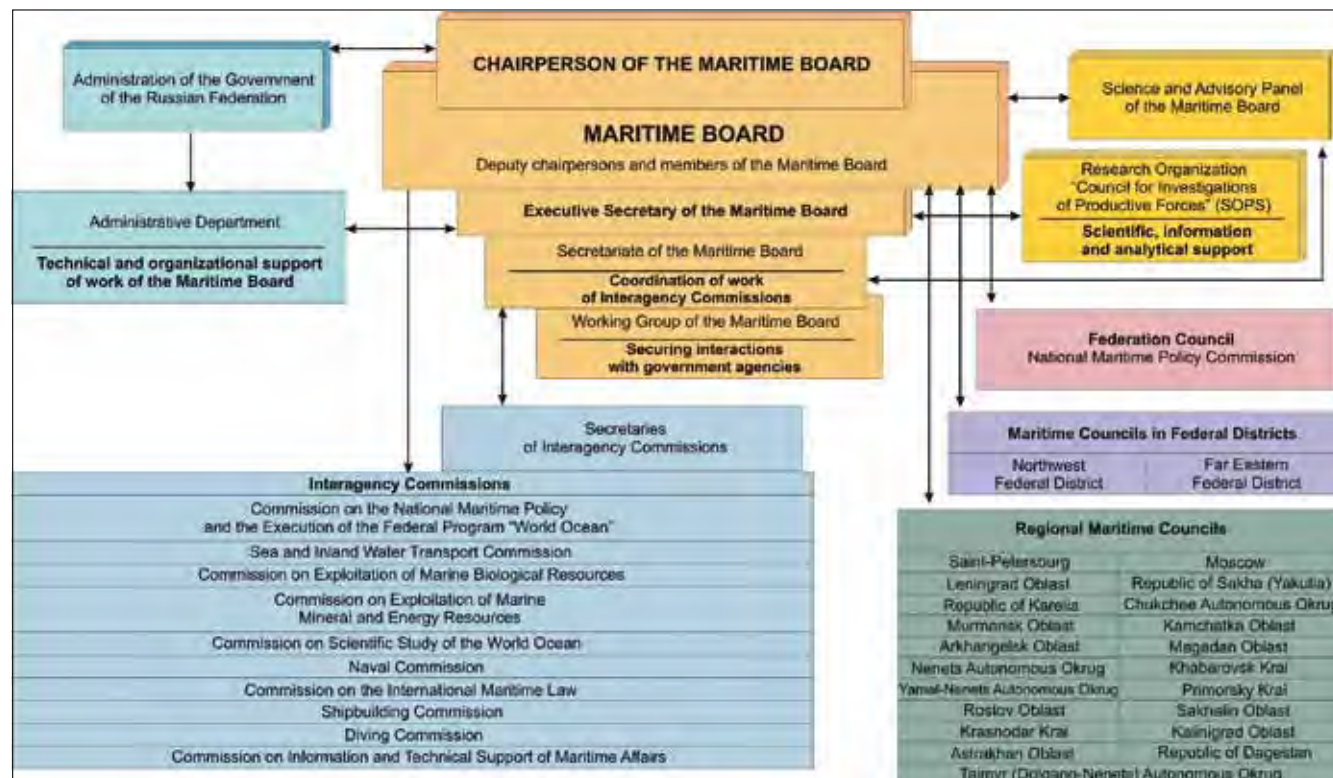 CHAIRPERSON OF THE MARITIME BOARD
MARITIME BOARD
Deputy chairpersons and members of the Maritime Board
Administration of the Government
of the Russian Federation
Science and Advisory Panel
of the Maritime Board
Research Organization
"Council for Investigations
of Productive Forces" (SOPS)
Scientific, information
and analytical support
Executive Secretary of the Maritime Board
Administrative Department
Technical and organizational support
of work of the Maritime Board
Secretariate of the Maritime Board
Coordination of work
of Interagency Commissions
Working Group of the Maritime Board
Securing interactions
with government agencies
Federation Council
National Maritime Policy Commission
Secretaries
of Interagency Commissions
Maritime Councils in Federal Districts
Northwest
Federal District
Far Eastern
Federal District
Interagency Commissions
Commission on the National Maritime Policy
and the Execution of the Federal Program "World Ocean"
Sea and Inland Water Transport Commission
Commission on Exploitation of Marine Biological Resources
Commission on Exploitation of Marine
Mineral and Energy Resources
Commission on Scientific Study of the World Ocean
Naval Commission
Commission on the International Maritime Law
Shipbuilding Commission
Diving Commission
Commission on Information and Technical Support of Maritime Affairs
Regional Maritime Councils
Saint-Petersburg
Moscow
Leningrad Oblast
Republic of Sakha (Yakutia)
Republic of Karelia
Chukchee Autonomous Okrug
Murmansk Oblast
Kamchatka Oblast
Arkhangelsk Oblast
Magadan Oblast
Nenets Autonomous Okrug
Khabarovsk Krai
Yamal-Nenets Autonomous Okrug
Primorsky Krai
Rostov Oblast
Sakhalin Oblast
Krasnodar Krai
Kalinigrad Oblast
Astrakhan Oblast
Republic of Dagestan
Taimyr (Dolgano-Nenets) Autonomous Okrug